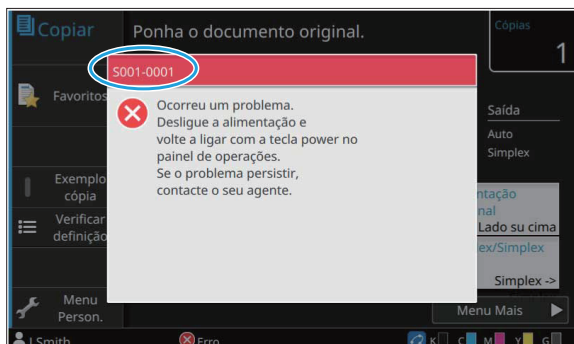 Copiar
Ponha o documento original.
Cópias
1
S001-0001
Favoritos
Ocorreu um problema.
Desligue a alimentação e
volte a ligar com a tecla power no
painel de operações.
Se o problema persistir,
contacte o seu agente.
Saída
Auto
Simplex
Exemplo
cópia
Verificar
definição
ntação
nal
Lado su cima
ex/Simplex
Simplex ->
Menu
Person.
Menu Mais
J.Smith
Erro
K C M Y G